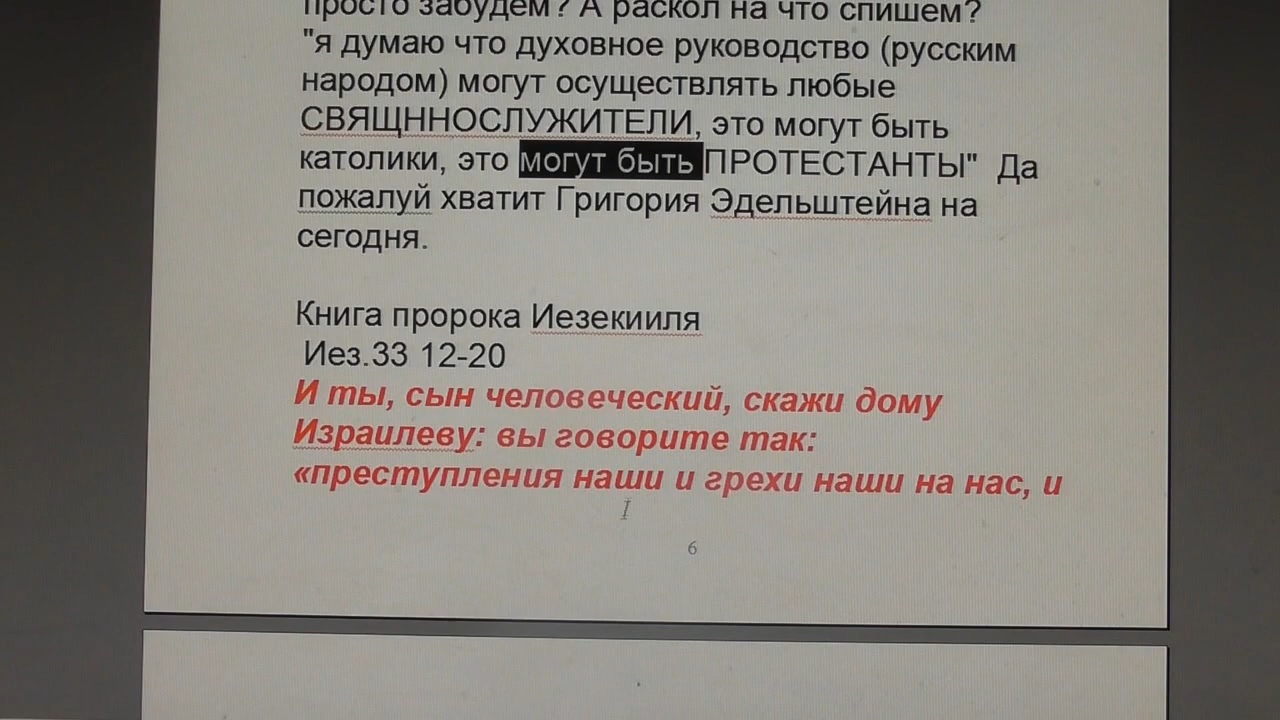 просто забудем? А раскол на что спишем?
"я думаю что духовное руководство (русским
народом) могут осуществлять любые
СВЯЩННОСЛУЖИТЕЛИ, это могут быть
католики, это могут быть ПРОТЕСТАНТЫ" Да
пожалуй хватит Григория Эдельштейна на
сегодня.
Книга пророка Иезекииля
Иез.33 12-20
И ты, сын человеческий, скажи дому
Израилеву: вы говорите так:
«преступления наши и грехи наши на нас, и
6